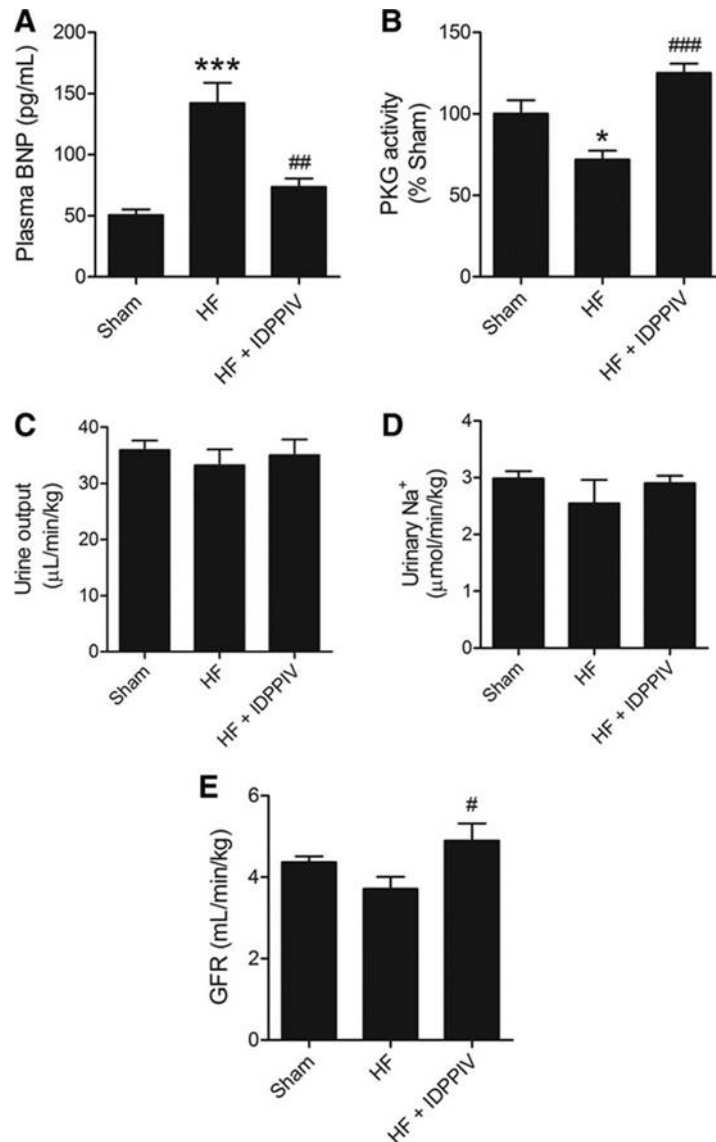 A
Plasma BNP (pg/mL)
200
150
100
50
0
***
##
Sham
HF
HF + IDPPIV
B
PKG activity
(% Sham)
150
100
50
0
*
###
Sham
HF
HF + IDPPIV
C
Urine output
(μL/min/kg)
40
30
20
10
0
Sham
HF
HF + IDPPIV
D
Urinary Na⁺
(μmol/min/kg)
4
3
2
1
0
Sham
HF
HF + IDPPIV
E
GFR (mL/min/kg)
6
4
2
0
#
Sham
HF
HF + IDPPIV